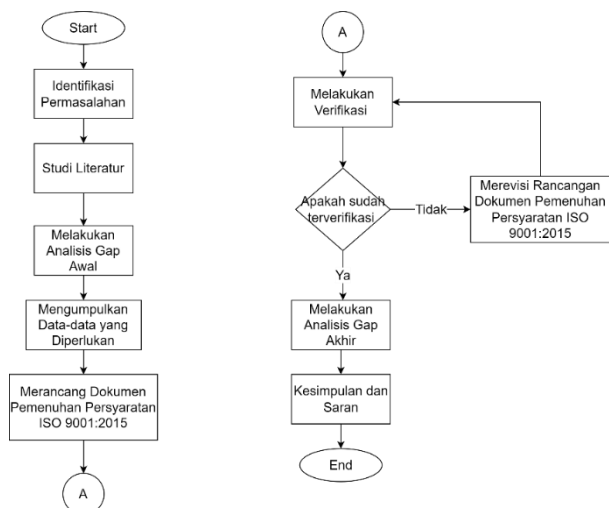 Start
Identifikasi
Permasalahan
Studi Literatur
Melakukan
Analisis Gap
Awal
Mengumpulkan
Data-data yang
Diperlukan
Merancang Dokumen
Pemenuhan Persyaratan
ISO 9001:2015
A
A
Melakukan
Verifikasi
Apakah sudah
terverifikasi
Tidak
Merevisi Rancangan
Dokumen Pemenuhan
Persyaratan ISO
9001:2015
Ya
Melakukan
Analisis Gap
Akhir
Kesimpulan dan
Saran
End